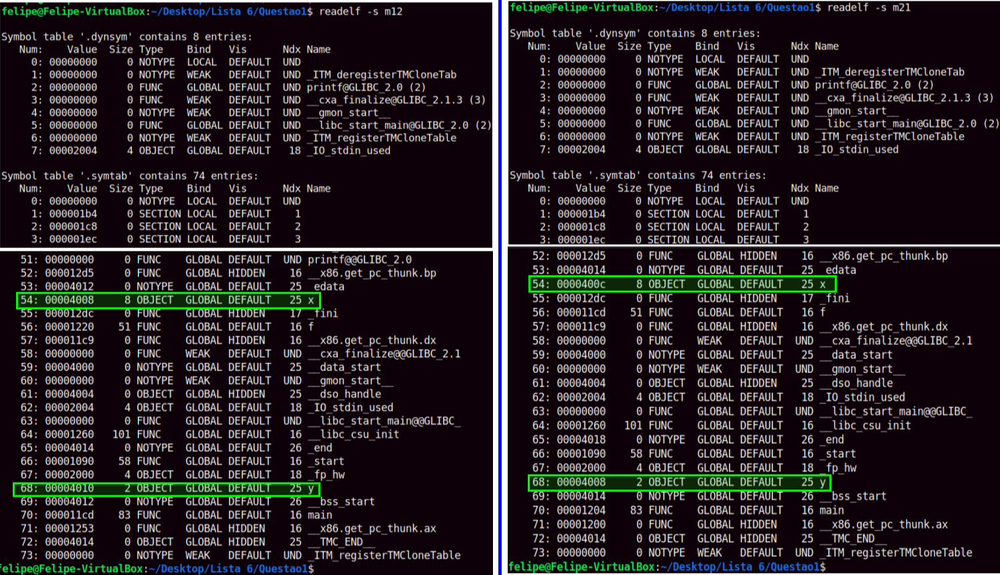 felipe@Felipe-VirtualBox:~/Desktop/Lista 6/Questao1$ readelf -s m12
Symbol table '.dynsym' contains 8 entries:
Num: Value Size Type Bind Vis Ndx Name
0: 00000000 0 NOTYPE LOCAL DEFAULT UND
1: 00000000 0 NOTYPE WEAK DEFAULT UND _ITM_deregisterTMCloneTab
2: 00000000 0 FUNC GLOBAL DEFAULT UND printf@GLIBC_2.0 (2)
3: 00000000 0 FUNC WEAK DEFAULT UND __cxa_finalize@GLIBC_2.1.3 (3)
4: 00000000 0 NOTYPE WEAK DEFAULT UND __gmon_start__
5: 00000000 0 FUNC GLOBAL DEFAULT UND __libc_start_main@GLIBC_2.0 (2)
6: 00000000 0 NOTYPE WEAK DEFAULT UND _ITM_registerTMCloneTable
7: 00002004 4 OBJECT GLOBAL DEFAULT 18 _IO_stdin_used
Symbol table '.symtab' contains 74 entries:
Num: Value Size Type Bind Vis Ndx Name
0: 00000000 0 NOTYPE LOCAL DEFAULT UND
1: 000001b4 0 SECTION LOCAL DEFAULT 1
2: 000001c8 0 SECTION LOCAL DEFAULT 2
3: 000001ec 0 SECTION LOCAL DEFAULT 3
51: 00000000 0 FUNC GLOBAL DEFAULT UND printf@@GLIBC_2.0
52: 000012d5 0 FUNC GLOBAL HIDDEN 16 __x86.get_pc_thunk.bp
53: 00004012 0 NOTYPE GLOBAL DEFAULT 25 _edata
54: 00004008 8 OBJECT GLOBAL DEFAULT 25 x
55: 000012dc 0 FUNC GLOBAL HIDDEN 17 _fini
56: 00001220 51 FUNC GLOBAL DEFAULT 16 f
57: 000011c9 0 FUNC GLOBAL HIDDEN 16 __x86.get_pc_thunk.dx
58: 00000000 0 FUNC WEAK DEFAULT UND __cxa_finalize@@GLIBC_2.1
59: 00004000 0 NOTYPE GLOBAL DEFAULT 25 __data_start
60: 00000000 0 NOTYPE WEAK DEFAULT UND __gmon_start__
61: 00004004 0 OBJECT GLOBAL HIDDEN 25 __dso_handle
62: 00002004 4 OBJECT GLOBAL DEFAULT 18 _IO_stdin_used
63: 00000000 0 FUNC GLOBAL DEFAULT UND __libc_start_main@@GLIBC_
64: 00001260 101 FUNC GLOBAL DEFAULT 16 __libc_csu_init
65: 00004014 0 NOTYPE GLOBAL DEFAULT 26 _end
66: 00001090 58 FUNC GLOBAL DEFAULT 16 _start
67: 00002000 4 OBJECT GLOBAL DEFAULT 18 _fp_hw
68: 00004010 2 OBJECT GLOBAL DEFAULT 25 y
69: 00004012 0 NOTYPE GLOBAL DEFAULT 26 __bss_start
70: 000011cd 83 FUNC GLOBAL DEFAULT 16 main
71: 00001253 0 FUNC GLOBAL HIDDEN 16 __x86.get_pc_thunk.ax
72: 00004014 0 OBJECT GLOBAL HIDDEN 25 __TMC_END__
73: 00000000 0 NOTYPE WEAK DEFAULT UND _ITM_registerTMCloneTable
felipe@Felipe-VirtualBox:~/Desktop/Lista 6/Questao1$
felipe@Felipe-VirtualBox:~/Desktop/Lista 6/Questao1$ readelf -s m21
Symbol table '.dynsym' contains 8 entries:
Num: Value Size Type Bind Vis Ndx Name
0: 00000000 0 NOTYPE LOCAL DEFAULT UND
1: 00000000 0 NOTYPE WEAK DEFAULT UND _ITM_deregisterTMCloneTab
2: 00000000 0 FUNC GLOBAL DEFAULT UND printf@GLIBC_2.0 (2)
3: 00000000 0 FUNC WEAK DEFAULT UND __cxa_finalize@GLIBC_2.1.3 (3)
4: 00000000 0 NOTYPE WEAK DEFAULT UND __gmon_start__
5: 00000000 0 FUNC GLOBAL DEFAULT UND __libc_start_main@GLIBC_2.0 (2)
6: 00000000 0 NOTYPE WEAK DEFAULT UND _ITM_registerTMCloneTable
7: 00002004 4 OBJECT GLOBAL DEFAULT 18 _IO_stdin_used
Symbol table '.symtab' contains 74 entries:
Num: Value Size Type Bind Vis Ndx Name
0: 00000000 0 NOTYPE LOCAL DEFAULT UND
1: 000001b4 0 SECTION LOCAL DEFAULT 1
2: 000001c8 0 SECTION LOCAL DEFAULT 2
3: 000001ec 0 SECTION LOCAL DEFAULT 3
52: 000012d5 0 FUNC GLOBAL HIDDEN 16 __x86.get_pc_thunk.bp
53: 00004014 0 NOTYPE GLOBAL DEFAULT 25 _edata
54: 0000400c 8 OBJECT GLOBAL DEFAULT 25 x
55: 000012dc 0 FUNC GLOBAL HIDDEN 17 _fini
56: 000011cd 51 FUNC GLOBAL DEFAULT 16 f
57: 000011c9 0 FUNC GLOBAL HIDDEN 16 __x86.get_pc_thunk.dx
58: 00000000 0 FUNC WEAK DEFAULT UND __cxa_finalize@@GLIBC_2.1
59: 00004000 0 NOTYPE GLOBAL DEFAULT 25 __data_start
60: 00000000 0 NOTYPE WEAK DEFAULT UND __gmon_start__
61: 00004004 0 OBJECT GLOBAL HIDDEN 25 __dso_handle
62: 00002004 4 OBJECT GLOBAL DEFAULT 18 _IO_stdin_used
63: 00000000 0 FUNC GLOBAL DEFAULT UND __libc_start_main@@GLIBC_
64: 00001260 101 FUNC GLOBAL DEFAULT 16 __libc_csu_init
65: 00004018 0 NOTYPE GLOBAL DEFAULT 26 _end
66: 00001090 58 FUNC GLOBAL DEFAULT 16 _start
67: 00002000 4 OBJECT GLOBAL DEFAULT 18 _fp_hw
68: 00004008 2 OBJECT GLOBAL DEFAULT 25 y
69: 00004014 0 NOTYPE GLOBAL DEFAULT 26 __bss_start
70: 00001204 83 FUNC GLOBAL DEFAULT 16 main
71: 00001200 0 FUNC GLOBAL HIDDEN 16 __x86.get_pc_thunk.ax
72: 00004014 0 OBJECT GLOBAL HIDDEN 25 __TMC_END__
73: 00000000 0 NOTYPE WEAK DEFAULT UND _ITM_registerTMCloneTable
felipe@Felipe-VirtualBox:~/Desktop/Lista 6/Questao1$